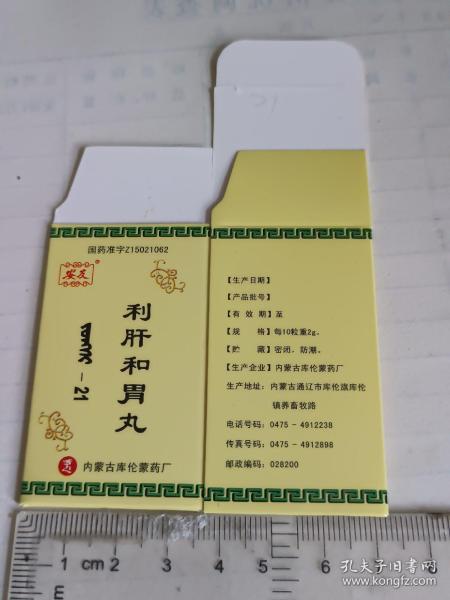 国药准字Z15021062
安友
利肝和胃丸
-21
内蒙古库伦蒙药厂
【生产日期】
【产品批号】
【有 效 期】至
【规 格】每10粒重2g。
【贮 藏】密闭，防潮。
【生产企业】内蒙古库伦蒙药厂
生产地址：内蒙古通辽市库伦旗库伦
镇养畜牧路
电话号码：0475－4912238
传真号码：0475－4912898
邮政编码：028200
1 cm 2 3 4 5 6
孔夫子旧书网
www.kongfz.com